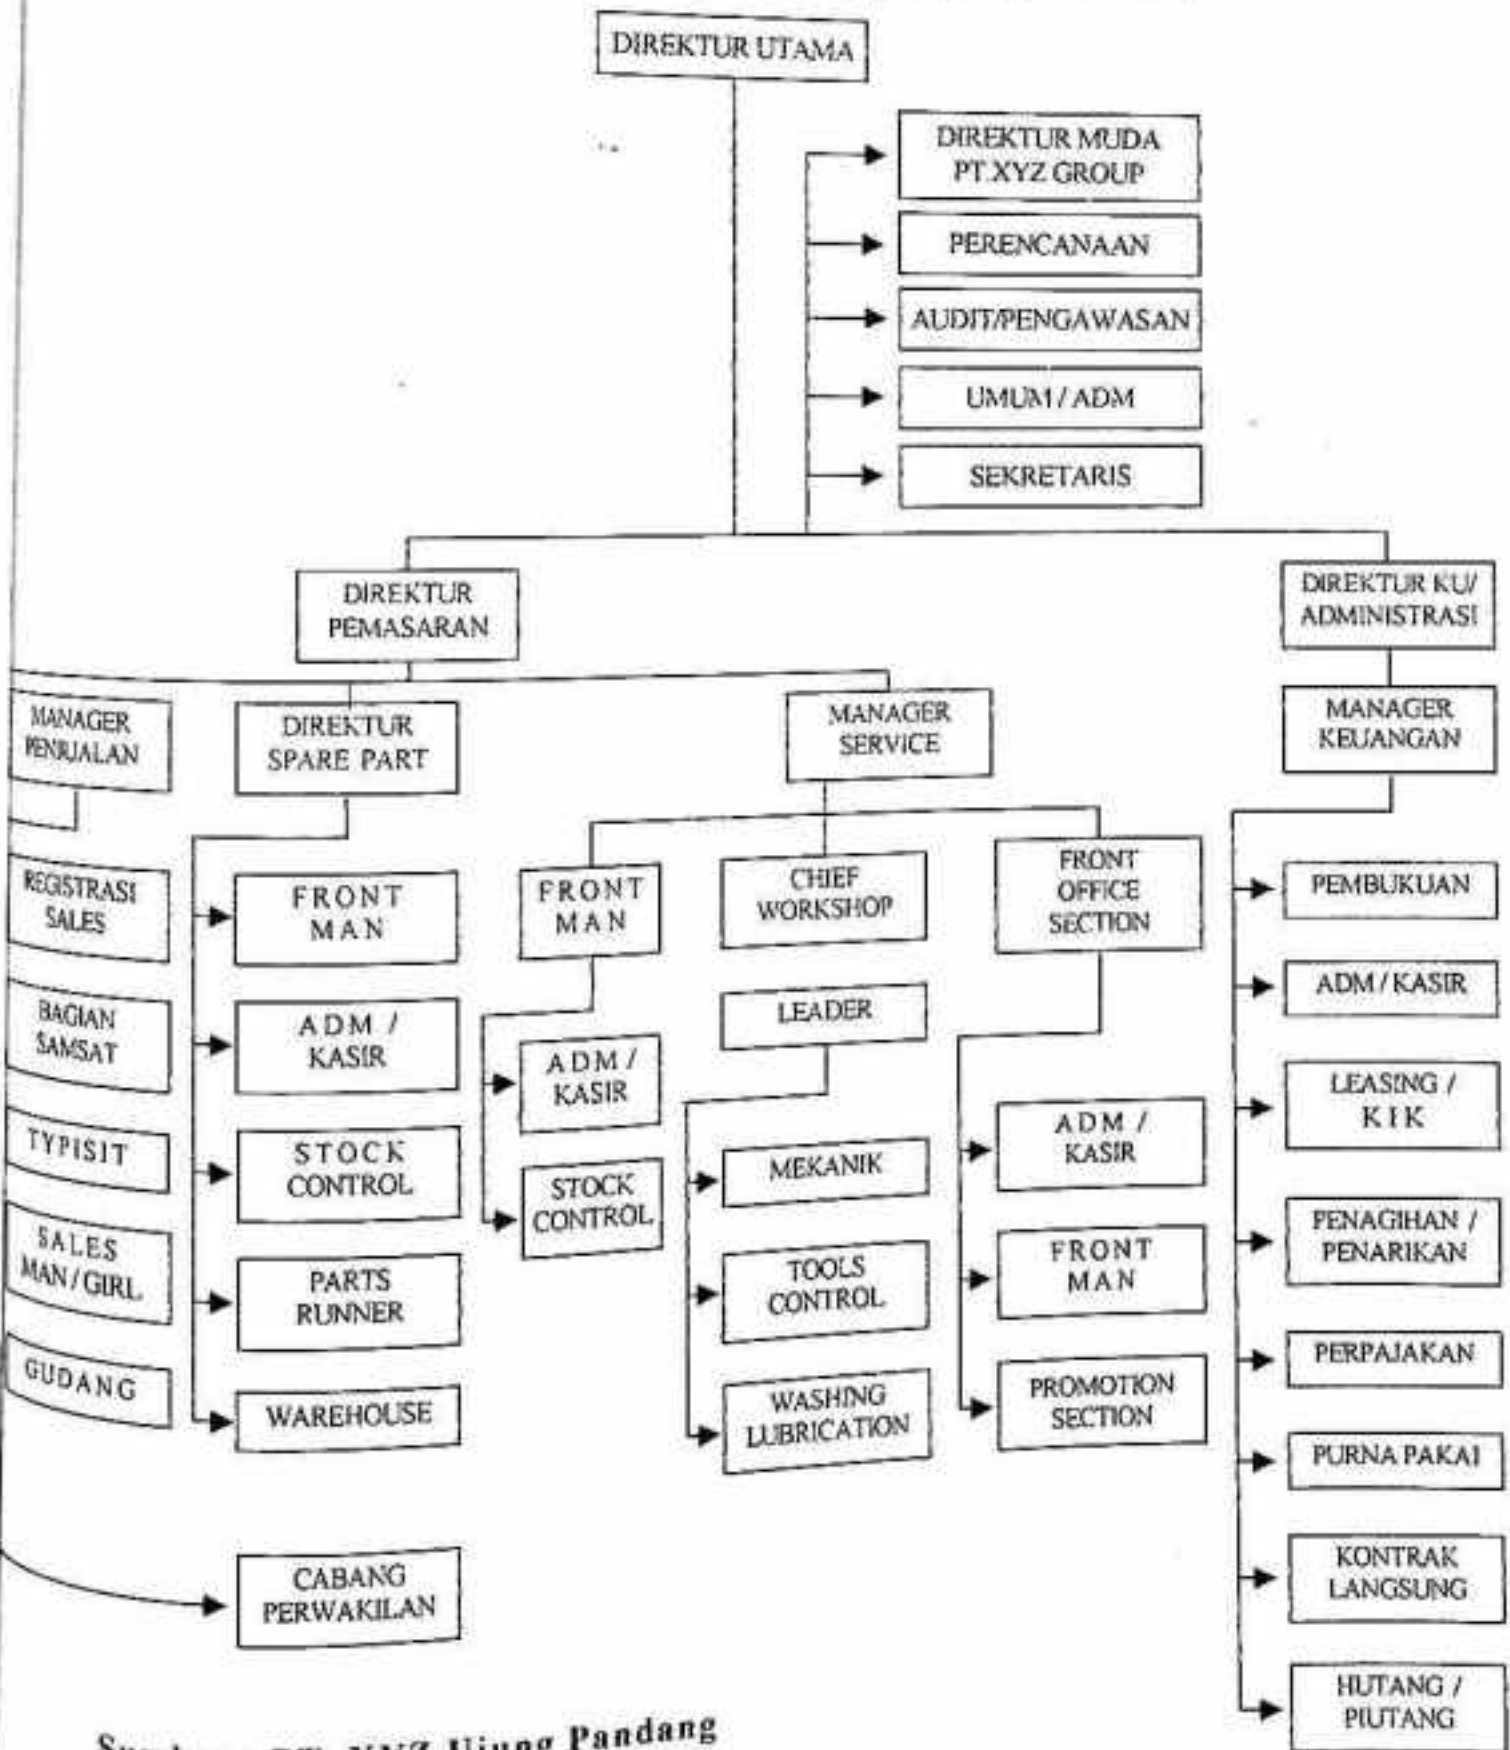 DIREKTUR UTAMA
DIREKTUR MUDA
PT.XYZ GROUP
PERENCANAAN
AUDIT/PENGAWASAN
UMUM / ADM
SEKRETARIS
DIREKTUR
PEMASARAN
DIREKTUR KU/
ADMINISTRASI
MANAGER
PENJUALAN
DIREKTUR
SPARE PART
MANAGER
SERVICE
MANAGER
KEUANGAN
REGISTRASI
SALES
BAGIAN
SAMSAT
TYPISIT
SALES
MAN / GIRL
GUDANG
FRONT
MAN
ADM /
KASIR
STOCK
CONTROL
PARTS
RUNNER
WAREHOUSE
CABANG
PERWAKILAN
FRONT
MAN
ADM /
KASIR
STOCK
CONTROL
CHIEF
WORKSHOP
LEADER
MEKANIK
TOOLS
CONTROL
WASHING
LUBRICATION
FRONT
OFFICE
SECTION
ADM /
KASIR
FRONT
MAN
PROMOTION
SECTION
PEMBUKUAN
ADM / KASIR
LEASING /
KIK
PENAGIHAN /
PENARIKAN
PERPAJAKAN
PURNA PAKAI
KONTRAK
LANGSUNG
HUTANG /
PIUTANG
Ujung Pandang